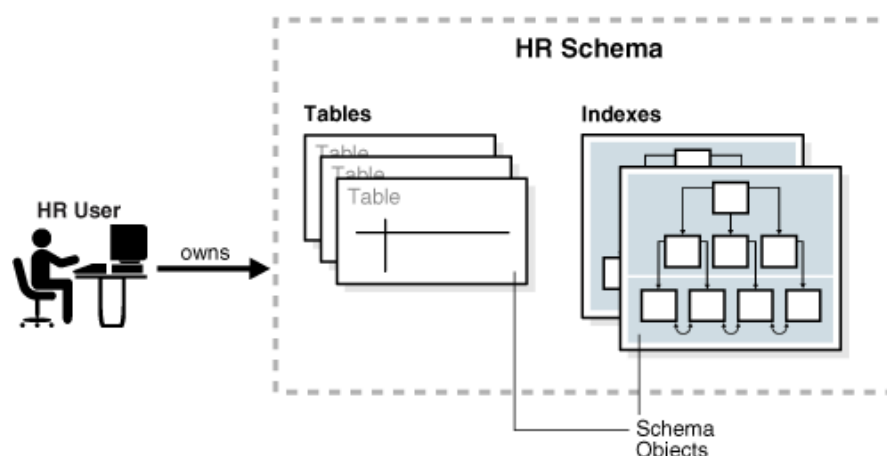 HR Schema
Tables
Indexes
Table
Table
Table
HR User
owns
Schema
Objects